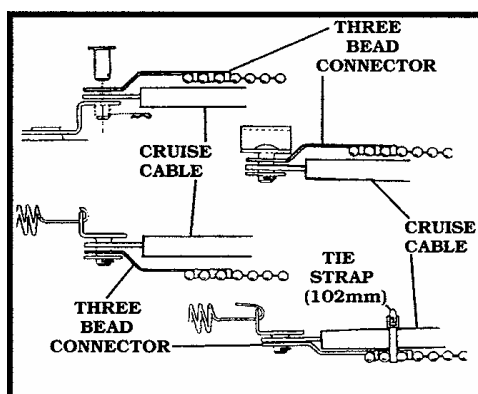 THREE
BEAD
CONNECTOR
CRUISE
CABLE
CRUISE
CABLE
TIE
STRAP
(102mm)
THREE
BEAD
CONNECTOR